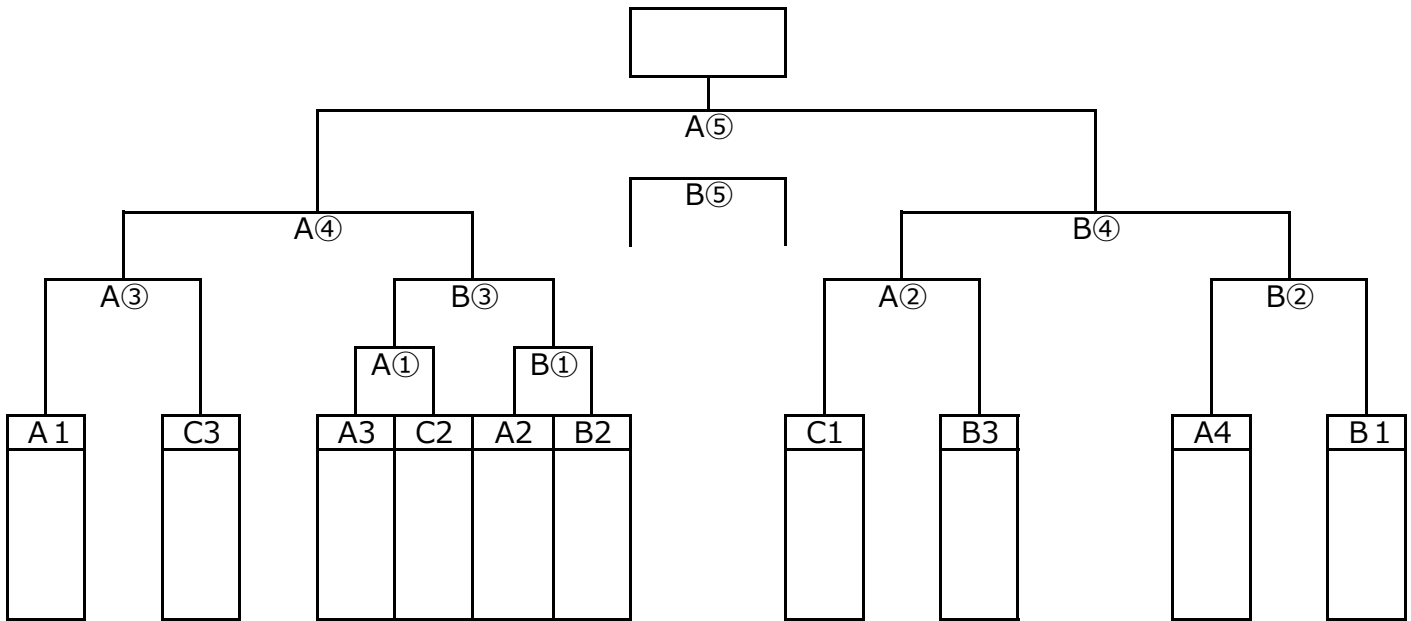 A⑤
B⑤
A④ B④
A③ B③ A② B②
A① B①
A1 C3 A3 C2 A2 B2 C1 B3 A4 B1